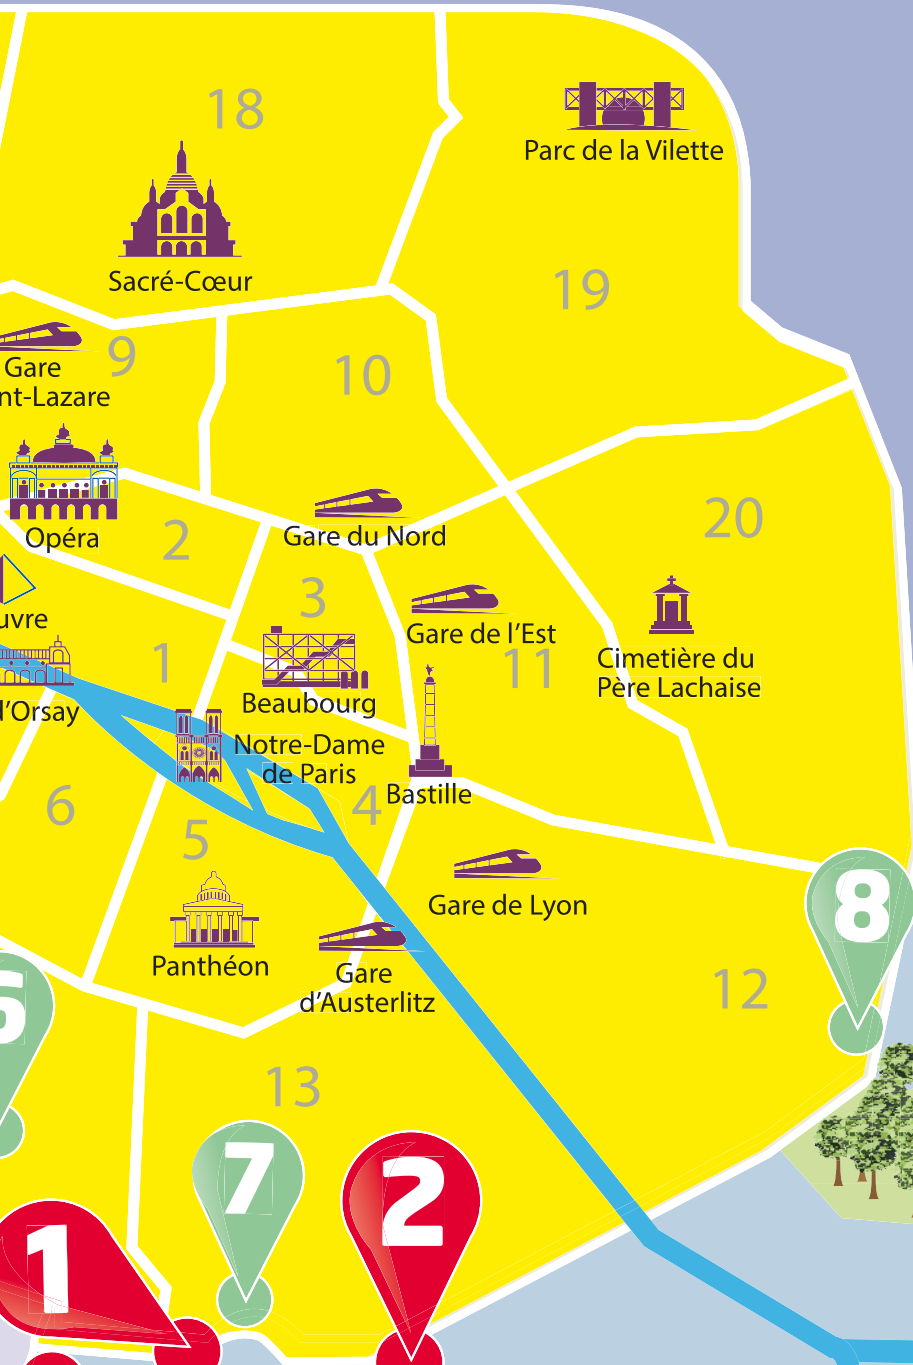 18
Parc de la Vilette
Sacré-Cœur
19
Gare
nt-Lazare
9
10
Opéra
2
Gare du Nord
20
3
Gare de l'Est
uvre
1
11
Cimetière du
Père Lachaise
d'Orsay
Beaubourg
Notre-Dame
de Paris
6
4
Bastille
5
8
Gare de Lyon
Panthéon
Gare
d'Austerlitz
12
13
7
2
1